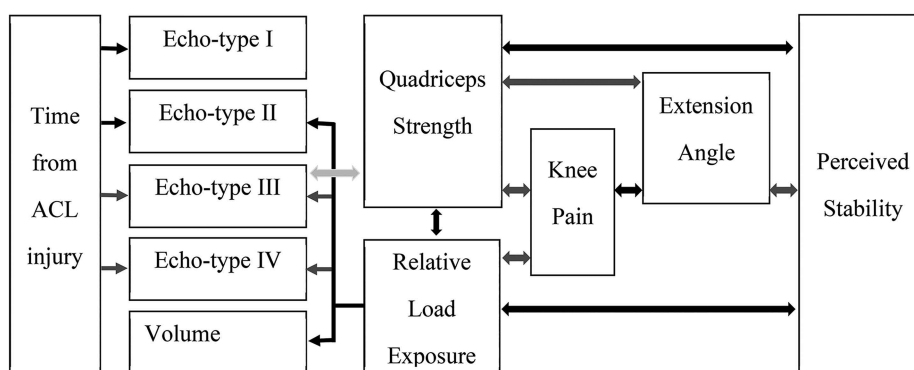 Time
from
ACL
injury
Echo-type I
Echo-type II
Echo-type III
Echo-type IV
Volume
Quadriceps
Strength
Relative
Load
Exposure
Knee
Pain
Extension
Angle
Perceived
Stability